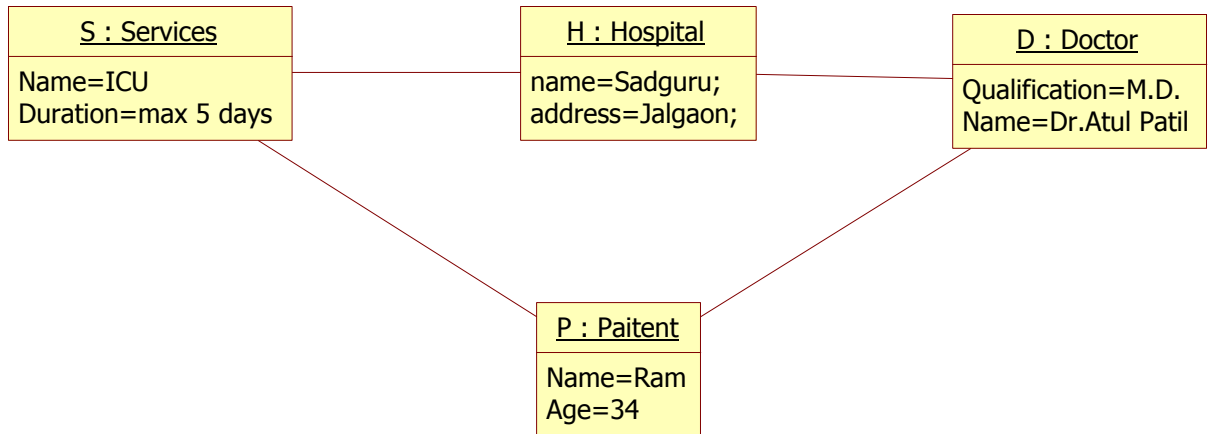 S : Services
Name=ICU
Duration=max 5 days
H : Hospital
name=Sadguru;
address=Jalgaon;
D : Doctor
Qualification=M.D.
Name=Dr.Atul Patil
P : Paitent
Name=Ram
Age=34